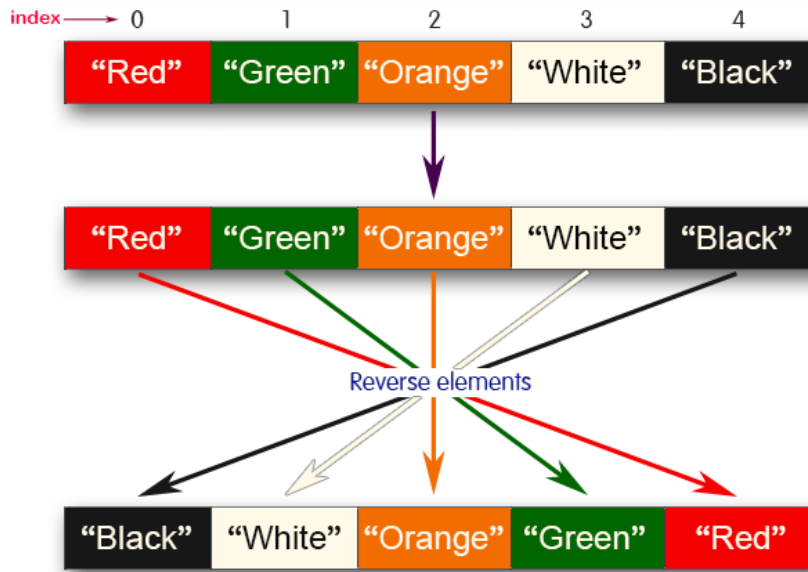 index 0 1 2 3 4
“Red” “Green” “Orange” “White” “Black”
“Red” “Green” “Orange” “White” “Black”
Reverse elements
“Black” “White” “Orange” “Green” “Red”